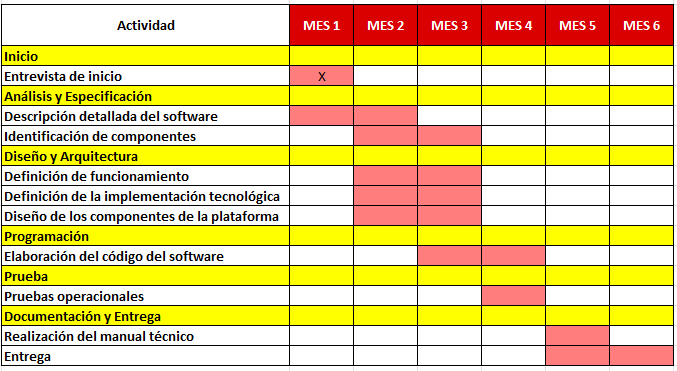 Actividad MES 1 MES 2 MES 3 MES 4 MES 5 MES 6
Inicio
Entrevista de inicio X
Análisis y Especificación
Descripción detallada del software
Identificación de componentes
Diseño y Arquitectura
Definición de funcionamiento
Definición de la implementación tecnológica
Diseño de los componentes de la plataforma
Programación
Elaboración del código del software
Prueba
Pruebas operacionales
Documentación y Entrega
Realización del manual técnico
Entrega